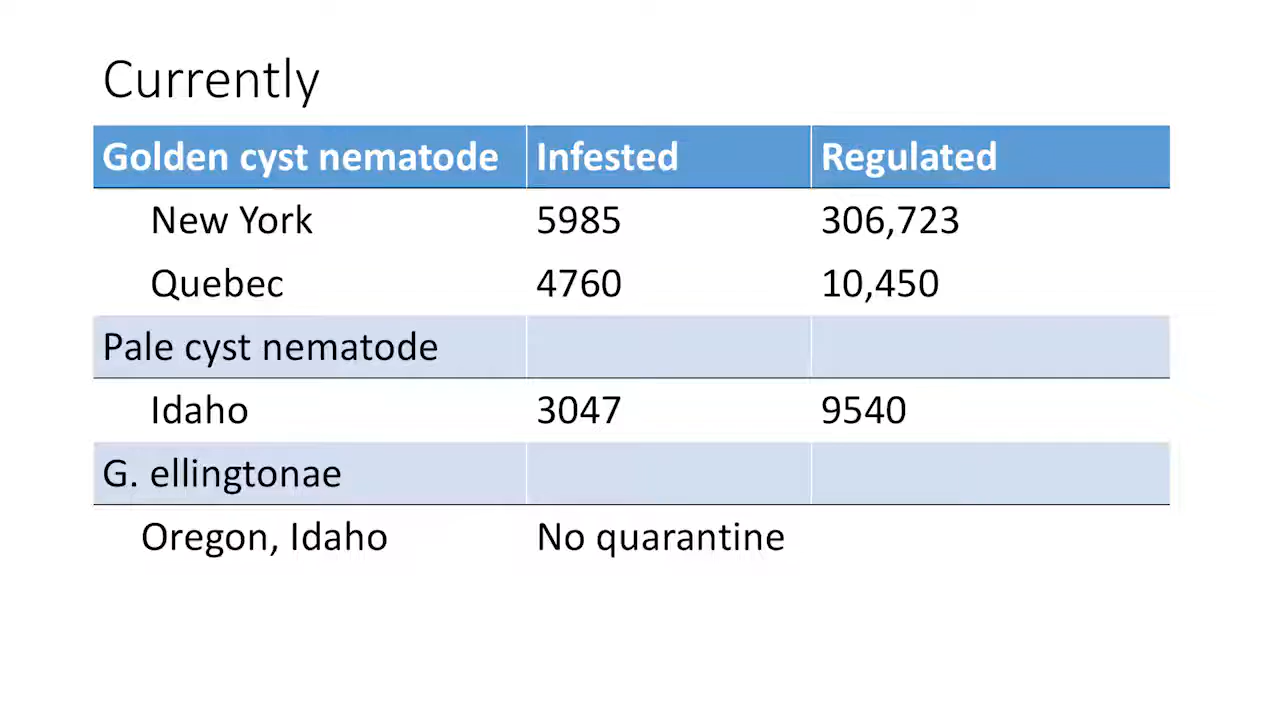 Currently
Golden cyst nematode Infested Regulated
New York 5985 306,723
Quebec 4760 10,450
Pale cyst nematode
Idaho 3047 9540
G. ellingtonae
Oregon, Idaho No quarantine